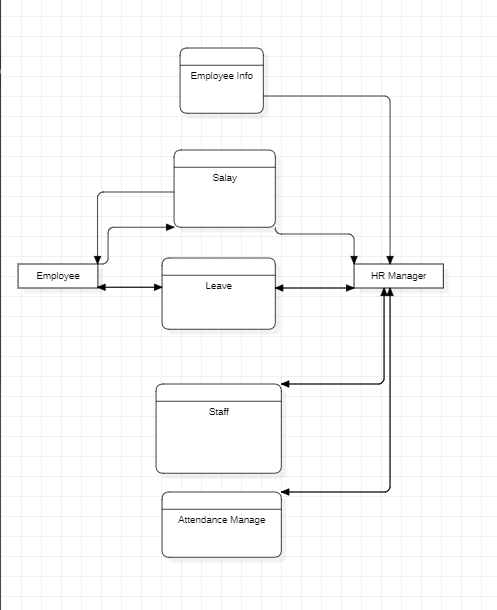 Employee Info
Salay
Employee
HR Manager
Leave
Staff
Attendance Manage